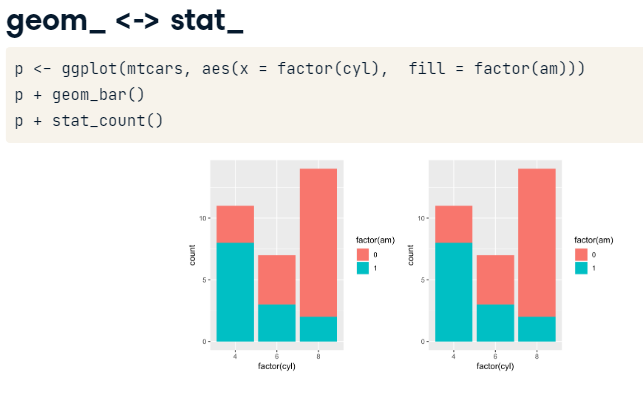 geom_ <-> stat_
p <- ggplot(mtcars, aes(x = factor(cyl),  fill = factor(am)))
p + geom_bar()
p + stat_count()
10
5
0
count
4 6 8
factor(cyl)
factor(am)
0
1
10
5
0
count
4 6 8
factor(cyl)
factor(am)
0
1